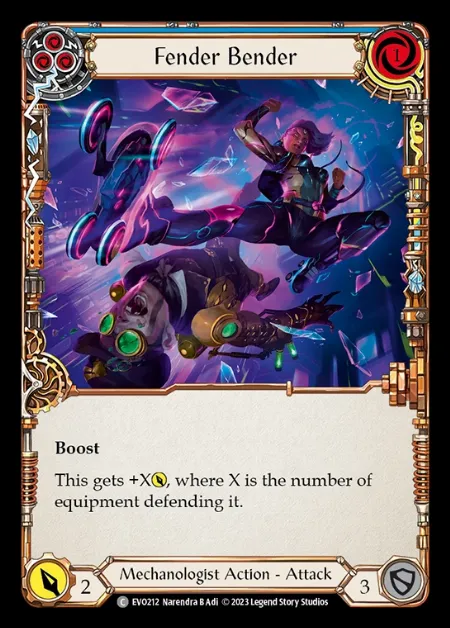 Fender Bender
1
Boost
This gets +X, where X is the number of
equipment defending it.
2
Mechanologist Action - Attack
3
C EVO212 Narendra B Adi © 2023 Legend Story Studios